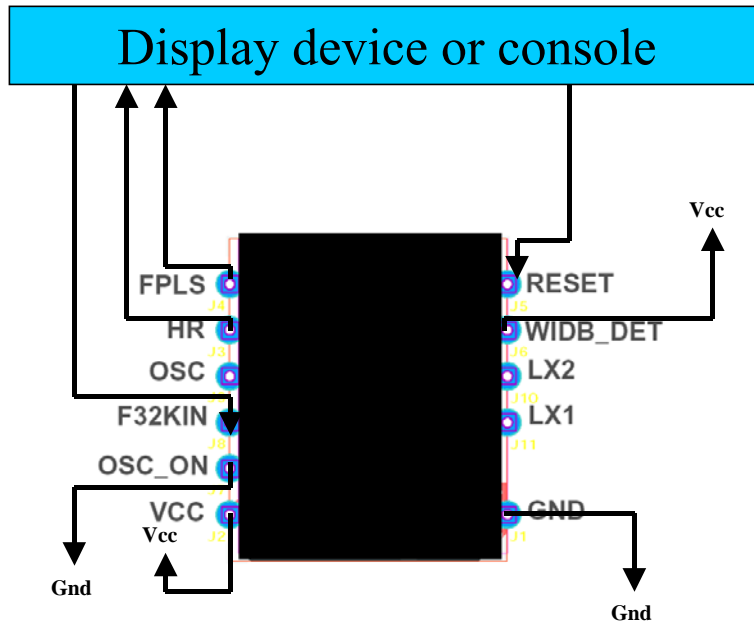 Display device or console
Vcc
FPLS
RESET
J4
J5
HR
WIDB_DET
J3
J6
OSC
LX2
J10
F32KIN
LX1
J8
J11
OSC_ON
VCC
GND
Vcc
J2
J1
Gnd
Gnd